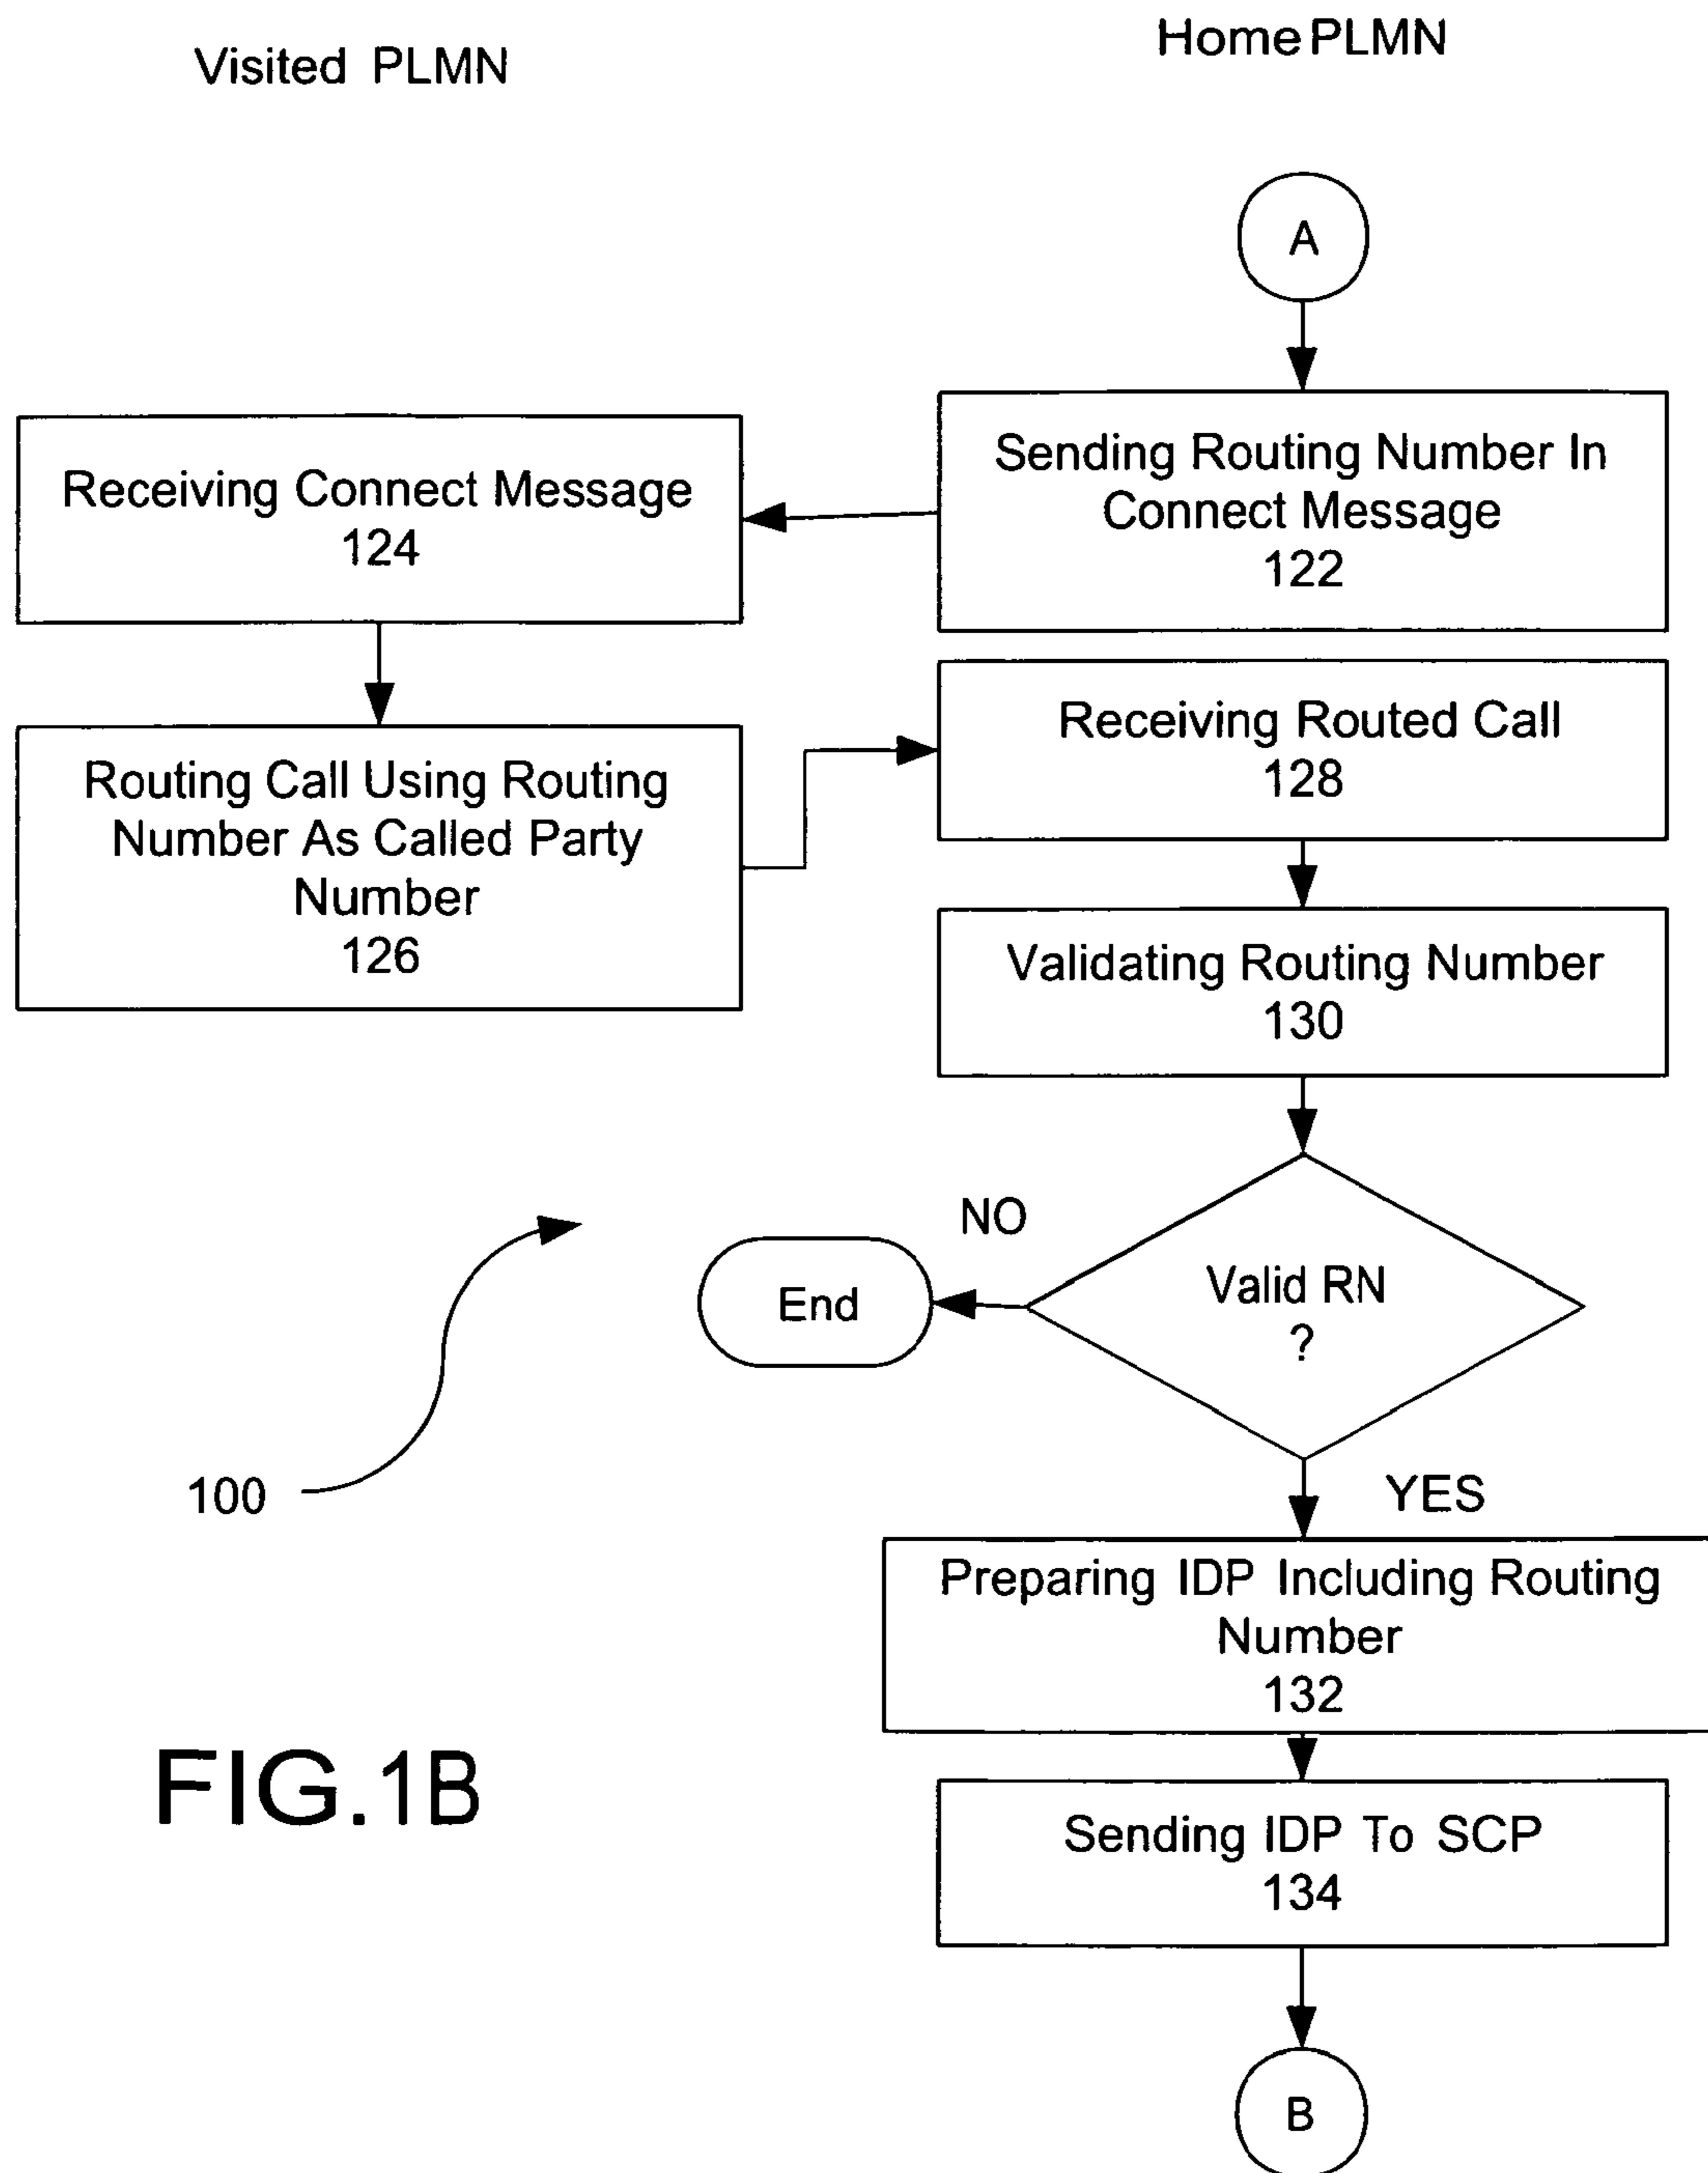 Visited PLMN
Home PLMN
A
Sending Routing Number In
Connect Message
122
Receiving Connect Message
124
Routing Call Using Routing
Number As Called Party
Number
126
Receiving Routed Call
128
Validating Routing Number
130
Valid RN
?
NO
End
YES
100
Preparing IDP Including Routing
Number
132
Sending IDP To SCP
134
B
FIG.1B